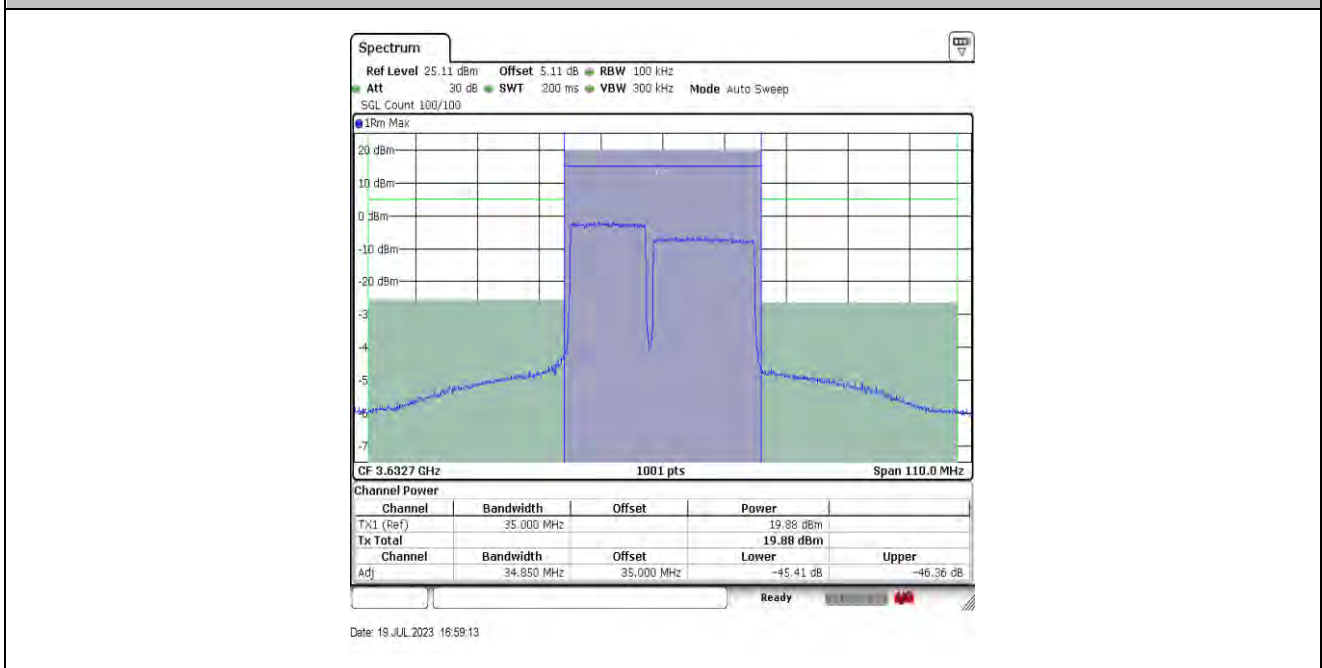 Spectrum
Ref Level 25.11 dBm Offset 5.11 dB RBW 100 kHz
Att 30 dB SWT 200 ms VBW 300 kHz Mode Auto Sweep
SGL Count 100/100
1Rm Max
20 dBm
10 dBm
0 dBm
-10 dBm
-20 dBm
-3
-4
-5
-6
-7
CF 3.6327 GHz 1001 pts Span 110.0 MHz
Channel Power
Channel Bandwidth Offset Power
TX1 (Ref) 35.000 MHz 19.88 dBm
Tx Total 19.88 dBm
Channel Bandwidth Offset Lower Upper
Adj 34.850 MHz 35.000 MHz -45.41 dB -46.36 dB
Ready
Date: 19.JUL.2023 16:59:13